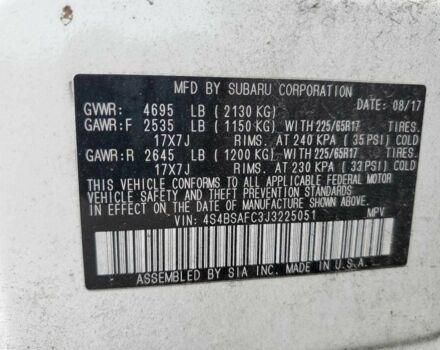 MFD BY SUBARU CORPORATION DATE: 08/17
GVWR: 4695 LB ( 2130 KG)
GAWR:F 2535 LB ( 1150 KG) WITH 225/65R17 TIRES.
17X7J RIMS. AT 240 KPA ( 35 PSI) COLD
GAWR:R 2645 LB ( 1200 KG) WITH 225/65R17 TIRES.
17X7J RIMS. AT 230 KPA ( 33 PSI) COLD
THIS VEHICLE CONFORMS TO ALL APPLICABLE FEDERAL MOTOR
VEHICLE SAFETY AND THEFT PREVENTION STANDARDS IN
EFFECT ON THE DATE OF MANUFACTURE SHOWN ABOVE.
VIN: 4S4BSAFC3J3225051 MPV
ASSEMBLED BY SIA INC. MADE IN U.S.A.